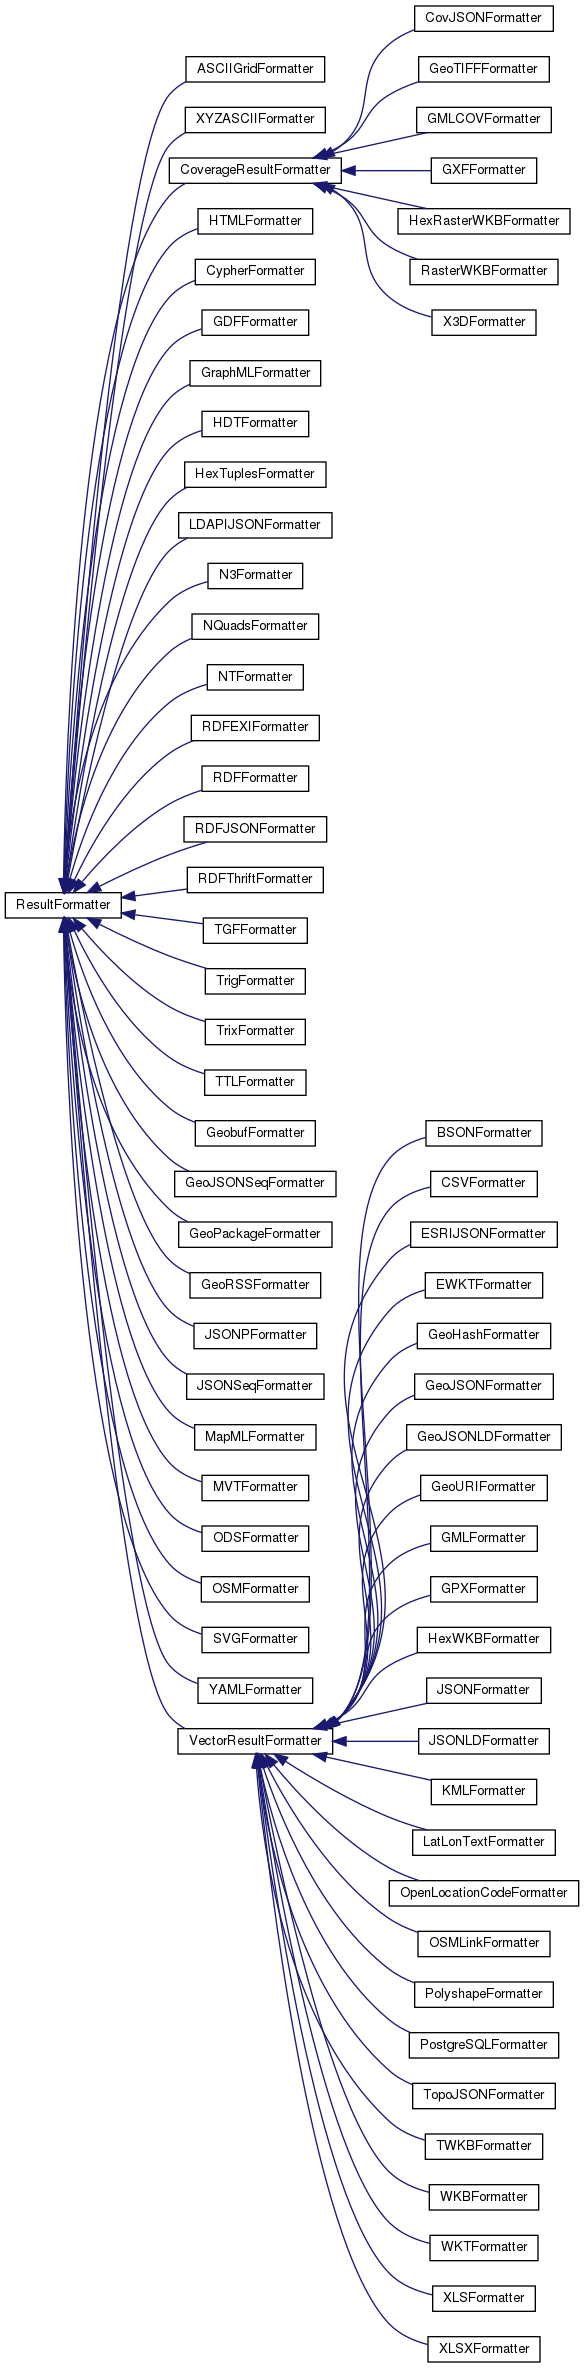 CovJSONFormatter
ASCIIGridFormatter
GeoTIFFFormatter
XYZASCIIFormatter
GMLCOVFormatter
CoverageResultFormatter
GXFFormatter
HTMLFormatter
HexRasterWKBFormatter
CypherFormatter
RasterWKBFormatter
GDFFormatter
X3DFormatter
GraphMLFormatter
HDTFormatter
HexTuplesFormatter
LDAPIJSONFormatter
N3Formatter
NQuadsFormatter
NTFormatter
RDFEXIFormatter
RDFFormatter
RDFJSONFormatter
RDFThriftFormatter
ResultFormatter
TGFFormatter
TrigFormatter
TrixFormatter
TTLFormatter
GeobufFormatter
BSONFormatter
GeoJSONSeqFormatter
CSVFormatter
GeoPackageFormatter
ESRIJSONFormatter
GeoRSSFormatter
EWKTFormatter
JSONPFormatter
GeoHashFormatter
JSONSeqFormatter
GeoJSONFormatter
MapMLFormatter
GeoJSONLDFormatter
MVTFormatter
GeoURIFormatter
ODSFormatter
GMLFormatter
OSMFormatter
GPXFormatter
SVGFormatter
HexWKBFormatter
YAMLFormatter
JSONFormatter
VectorResultFormatter
JSONLDFormatter
KMLFormatter
LatLonTextFormatter
OpenLocationCodeFormatter
OSMLinkFormatter
PolyshapeFormatter
PostgreSQLFormatter
TopoJSONFormatter
TWKBFormatter
WKBFormatter
WKTFormatter
XLSFormatter
XLSXFormatter